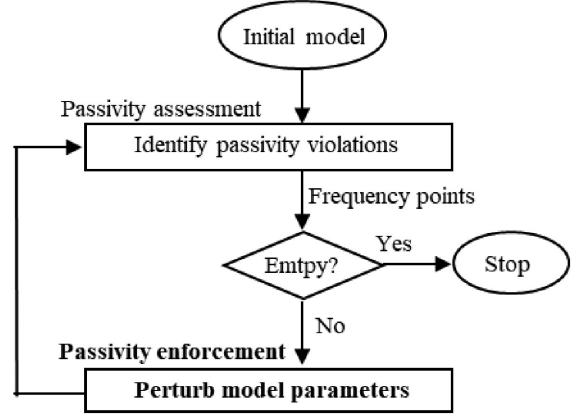 Initial model
Passivity assessment
Identify passivity violations
Frequency points
Emtpy?
Yes
Stop
No
Passivity enforcement
Perturb model parameters